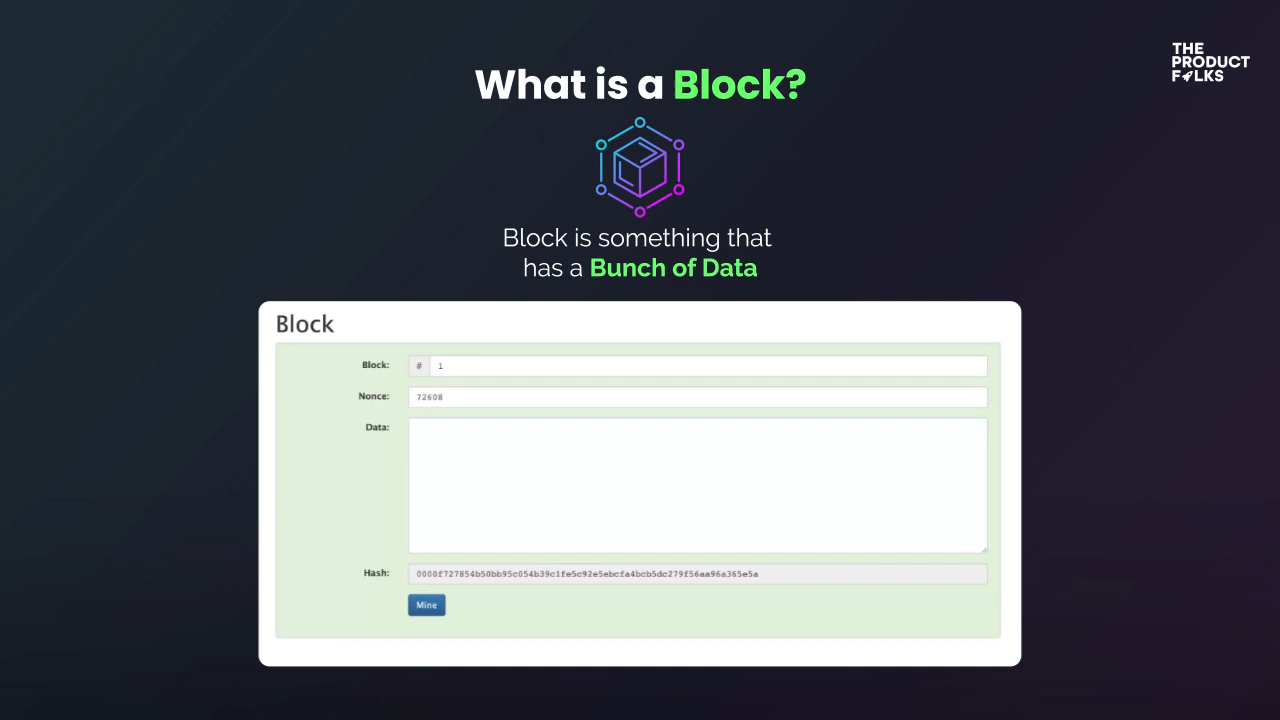 THE
PRODUCT
FOLKS
What is a Block?
Block is something that
has a Bunch of Data
Block
Block: # 1
Nonce: 72608
Data:
Hash: 0000f727854b50bb95c054b39c1fe5c92e5ebcfa4bcb5dc279f56aa96a365e5a
Mine